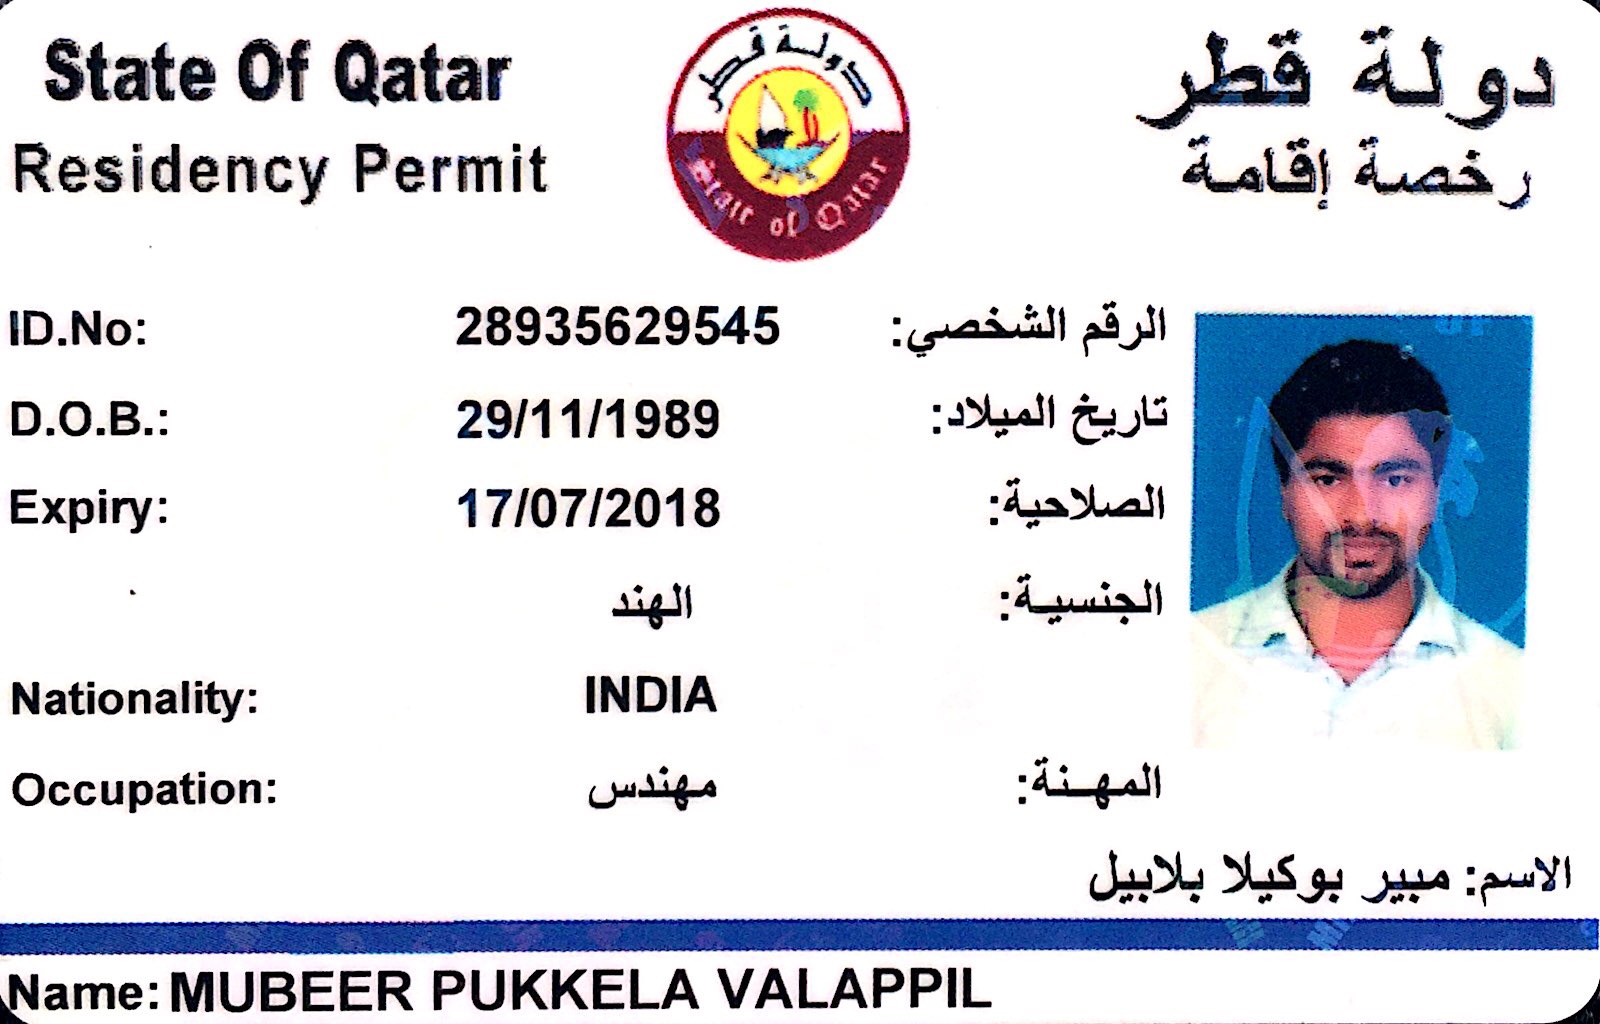 State Of Qatar
دولة قطر
Residency Permit
رخصة إقامة
دولة قطر
State of Qatar
ID.No: 28935629545 الرقم الشخصي:
D.O.B.: 29/11/1989 تاريخ الميلاد:
Expiry: 17/07/2018 الصلاحية:
الهند الجنسية:
Nationality: INDIA
Occupation: مهندس المهنة:
الاسم: مبير بوكيلا بلابيل
Name: MUBEER PUKKELA VALAPPIL